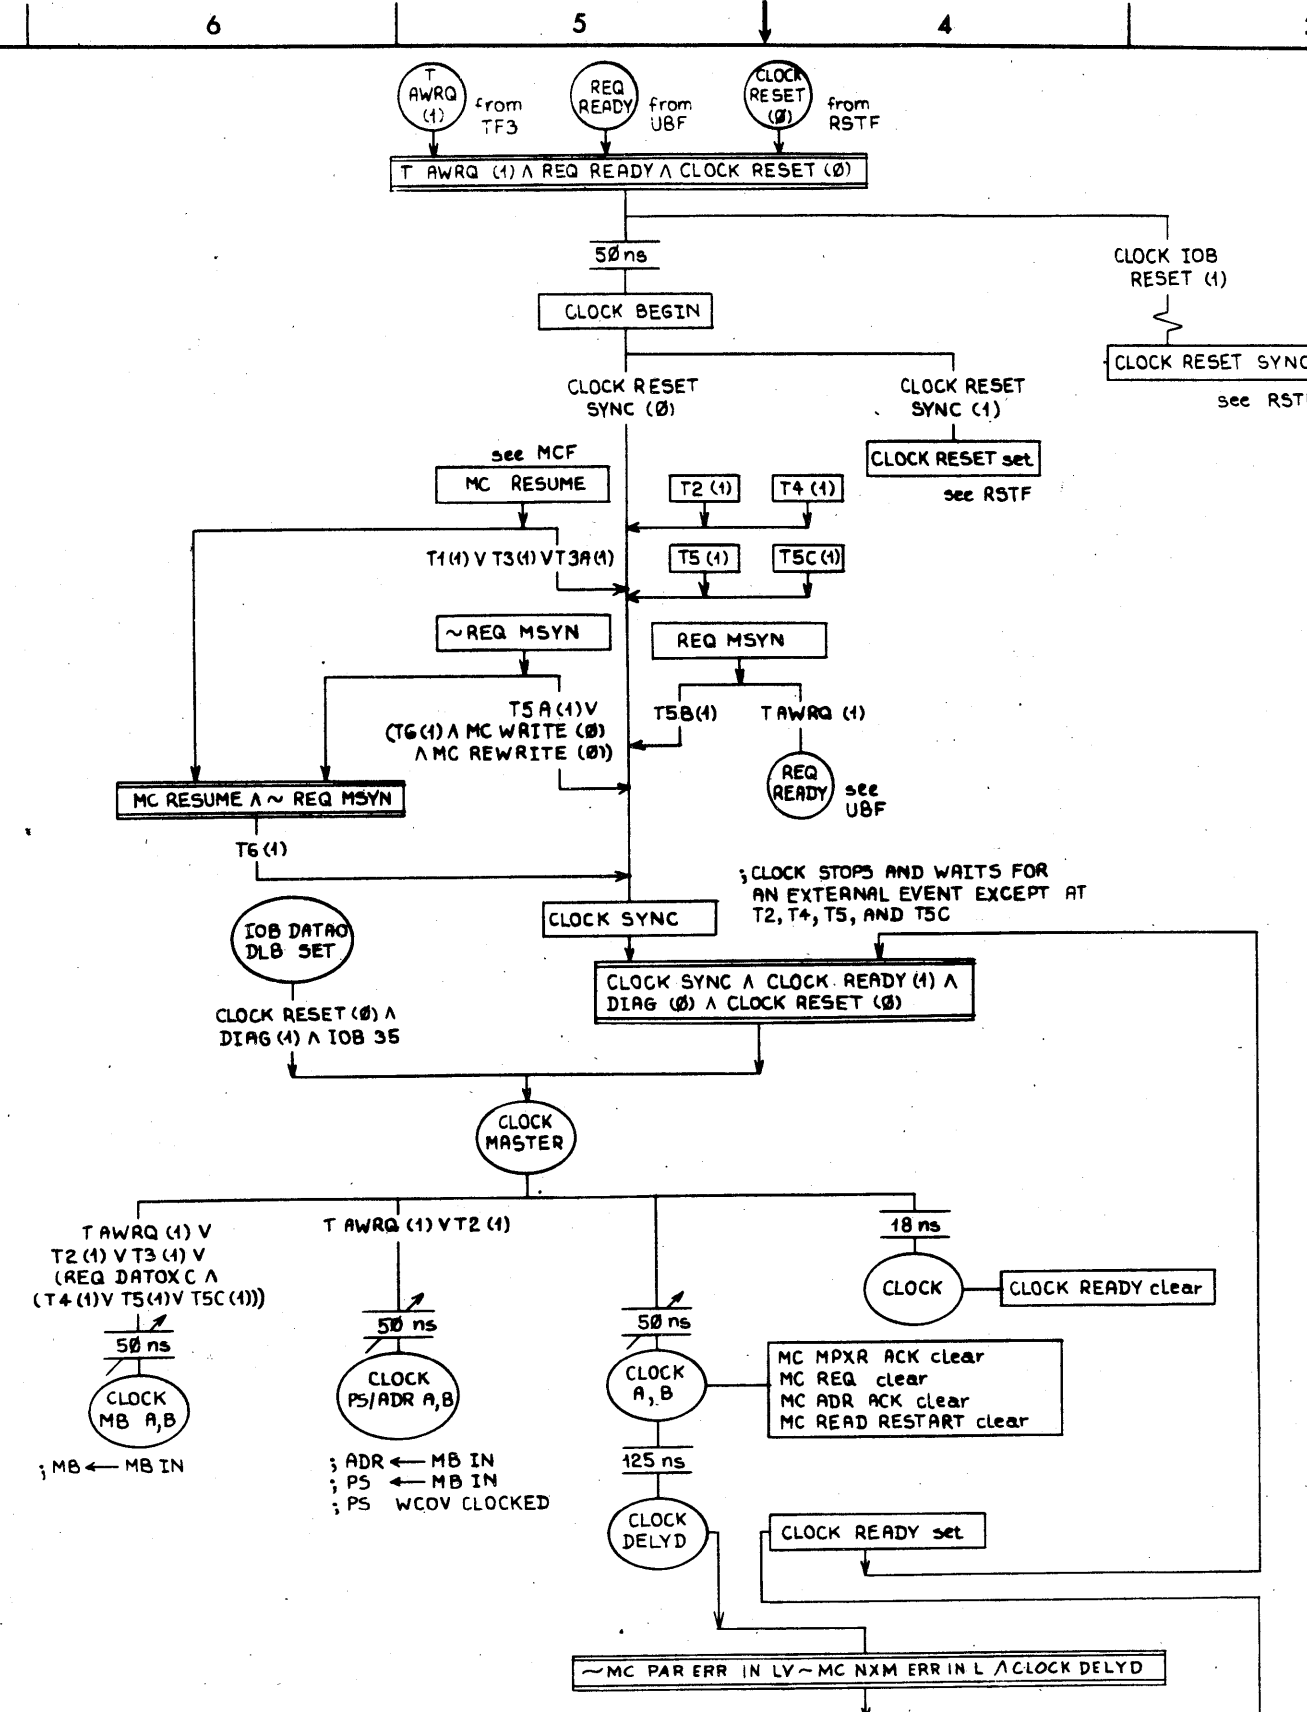 6
5
4
T
AWRQ
(1)
from
TF3
REQ
READY
from
UBF
CLOCK
RESET
(Ø)
from
RSTF
T AWRQ (1) Λ REQ READY Λ CLOCK RESET (Ø)
50 ns
CLOCK BEGIN
CLOCK IOB
RESET (1)
CLOCK RESET SYNC
see RST
CLOCK RESET
SYNC (Ø)
CLOCK RESET
SYNC (1)
CLOCK RESET set
see RSTF
see MCF
MC RESUME
T2 (1)
T4 (1)
T1(1) V T3(1) V T3A(1)
T5 (1)
T5C(1)
~REQ MSYN
REQ MSYN
T5A(1)V
(T6(1) Λ MC WRITE (Ø)
Λ MC REWRITE (Ø))
T5B(1)
T AWRQ (1)
REQ
READY
see
UBF
MC RESUME Λ ~ REQ MSYN
T6 (1)
;CLOCK STOPS AND WAITS FOR
AN EXTERNAL EVENT EXCEPT AT
T2, T4, T5, AND T5C
CLOCK SYNC
IOB DATAO
DLB SET
CLOCK SYNC Λ CLOCK READY (1) Λ
DIAG (Ø) Λ CLOCK RESET (Ø)
CLOCK RESET (Ø) Λ
DIAG (1) Λ IOB 35
CLOCK
MASTER
T AWRQ (1) V
T2 (1) V T3 (1) V
(REQ DATOXC Λ
(T4(1)V T5(1)V T5C(1)))
T AWRQ (1) V T2 (1)
18 ns
CLOCK
CLOCK READY clear
50 ns
50 ns
50 ns
CLOCK
MB A,B
CLOCK
PS/ADR A,B
CLOCK
A, B
MC MPXR ACK clear
MC REQ clear
MC ADR ACK clear
MC READ RESTART clear
; MB ← MB IN
; ADR ← MB IN
; PS ← MB IN
; PS WCOV CLOCKED
125 ns
CLOCK
DELYD
CLOCK READY set
~MC PAR ERR IN LV ~ MC NXM ERR IN L Λ CLOCK DELYD